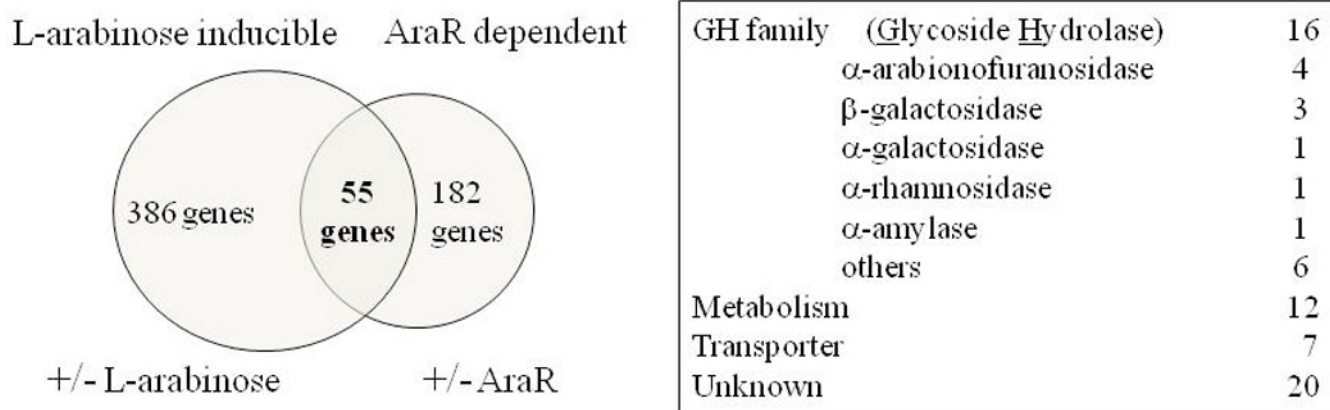 L-arabinose inducible AraR dependent
386 genes
55
genes
182
genes
+/- L-arabinose +/- AraR
GH family (Glycoside Hydrolase) 16
α-arabionofuranosidase 4
β-galactosidase 3
α-galactosidase 1
α-rhamnosidase 1
α-amylase 1
others 6
Metabolism 12
Transporter 7
Unknown 20